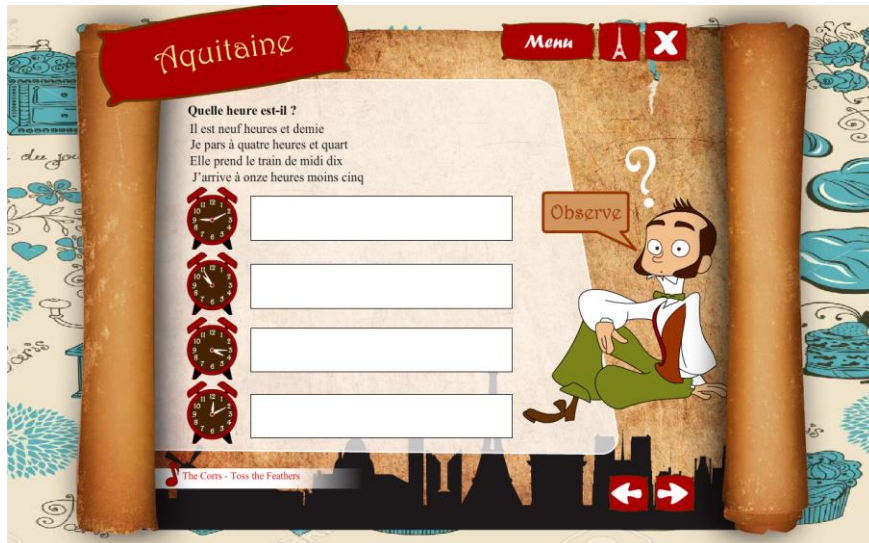 Aquitaine
Menu
X
Quelle heure est-il ?
Il est neuf heures et demie
Je pars à quatre heures et quart
Elle prend le train de midi dix
J'arrive à onze heures moins cinq
?
Observe
The Corrs - Toss the Feathers